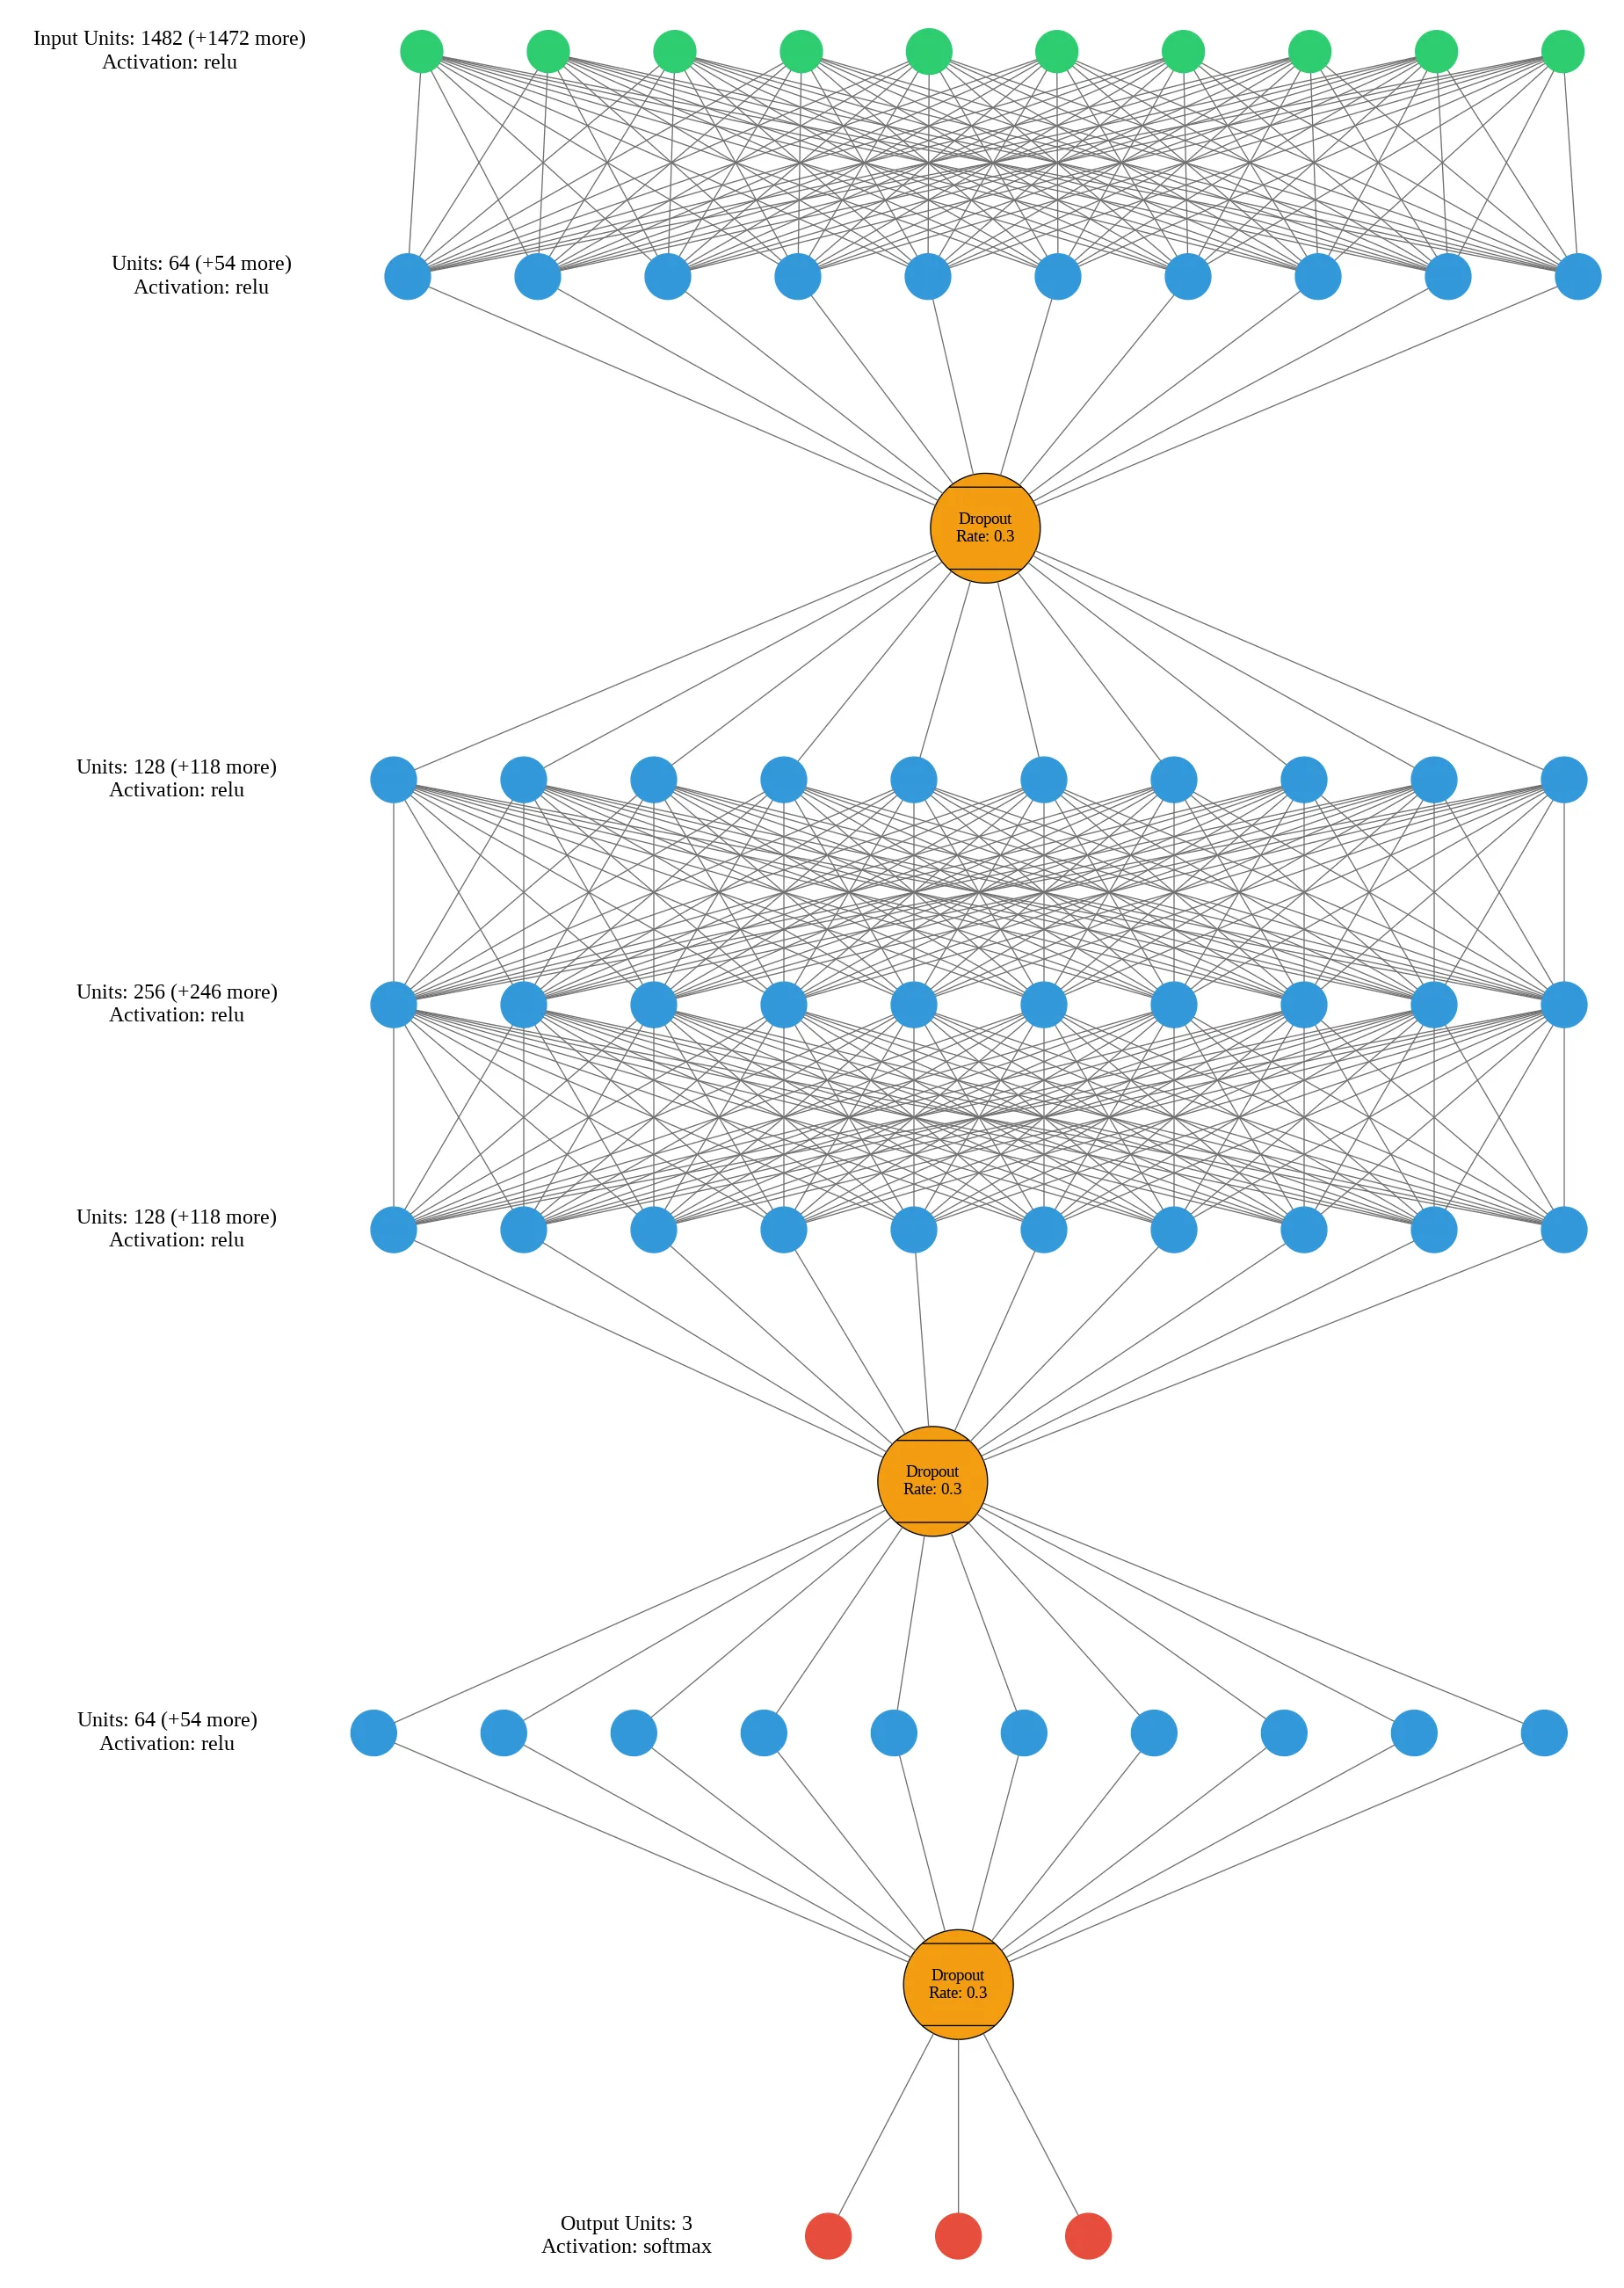 Input Units: 1482 (+1472 more)
Activation: relu
Units: 64 (+54 more)
Activation: relu
Dropout
Rate: 0.3
Units: 128 (+118 more)
Activation: relu
Units: 256 (+246 more)
Activation: relu
Units: 128 (+118 more)
Activation: relu
Dropout
Rate: 0.3
Units: 64 (+54 more)
Activation: relu
Dropout
Rate: 0.3
Output Units: 3
Activation: softmax